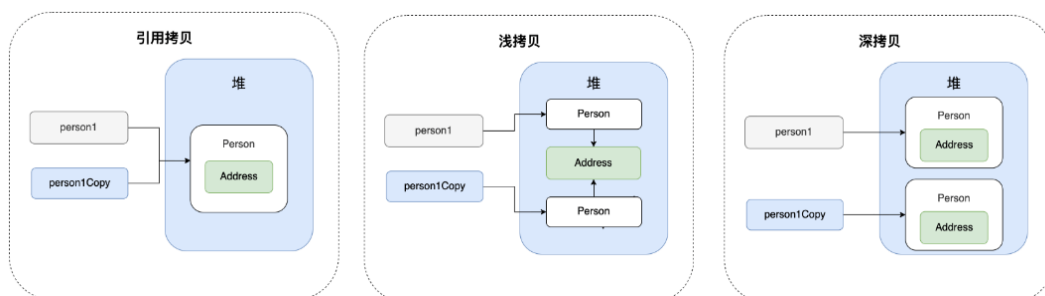 引用拷贝
堆
person1
Person
Address
person1Copy
浅拷贝
堆
Person
person1
Address
person1Copy
Person
深拷贝
堆
Person
person1
Address
Person
person1Copy
Address